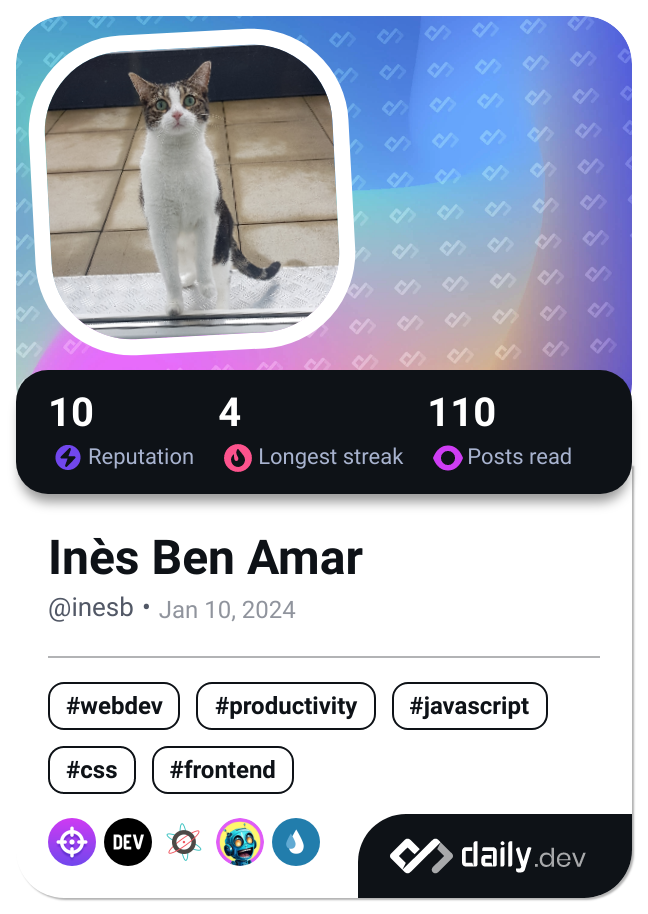 10 4 110
Reputation Longest streak Posts read
Inès Ben Amar
@inesb • Jan 10, 2024
#webdev #productivity #javascript
#css #frontend
DEV
daily.dev